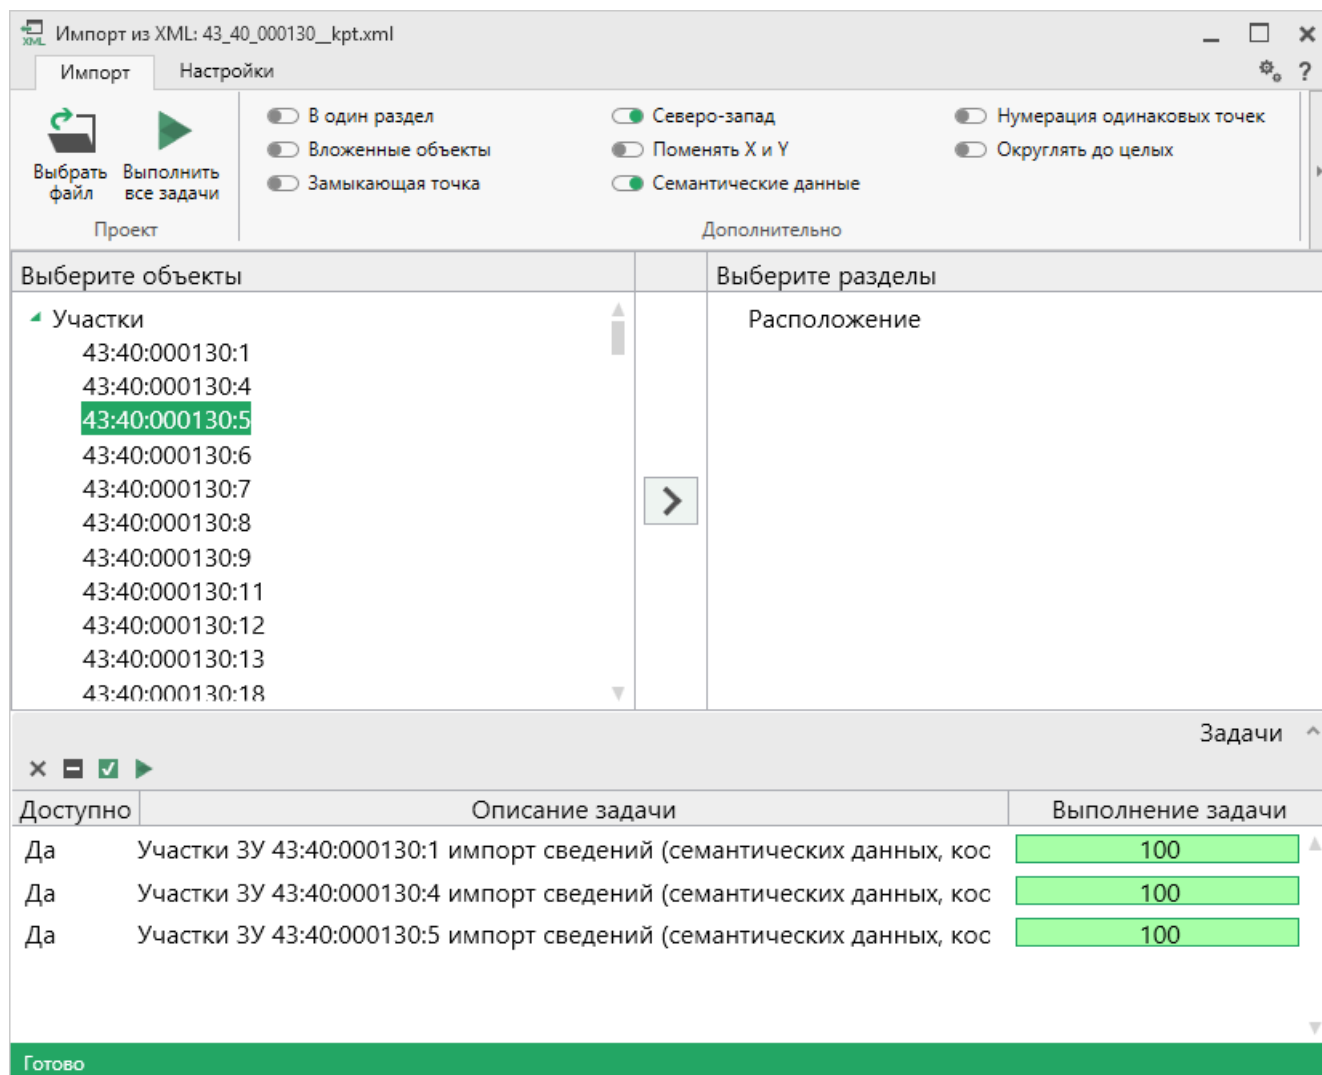 Импорт из XML: 43_40_000130__kpt.xml
Импорт Настройки ?
Выбрать файл
Выполнить все задачи
Проект
В один раздел
Вложенные объекты
Замыкающая точка
Северо-запад
Поменять X и Y
Семантические данные
Нумерация одинаковых точек
Округлять до целых
Дополнительно
Выберите объекты
Выберите разделы
Участки
43:40:000130:1
43:40:000130:4
43:40:000130:5
43:40:000130:6
43:40:000130:7
43:40:000130:8
43:40:000130:9
43:40:000130:11
43:40:000130:12
43:40:000130:13
43:40:000130:18
Расположение
Задачи
Доступно Описание задачи Выполнение задачи
Да Участки ЗУ 43:40:000130:1 импорт сведений (семантических данных, кос 100
Да Участки ЗУ 43:40:000130:4 импорт сведений (семантических данных, кос 100
Да Участки ЗУ 43:40:000130:5 импорт сведений (семантических данных, кос 100
Готово